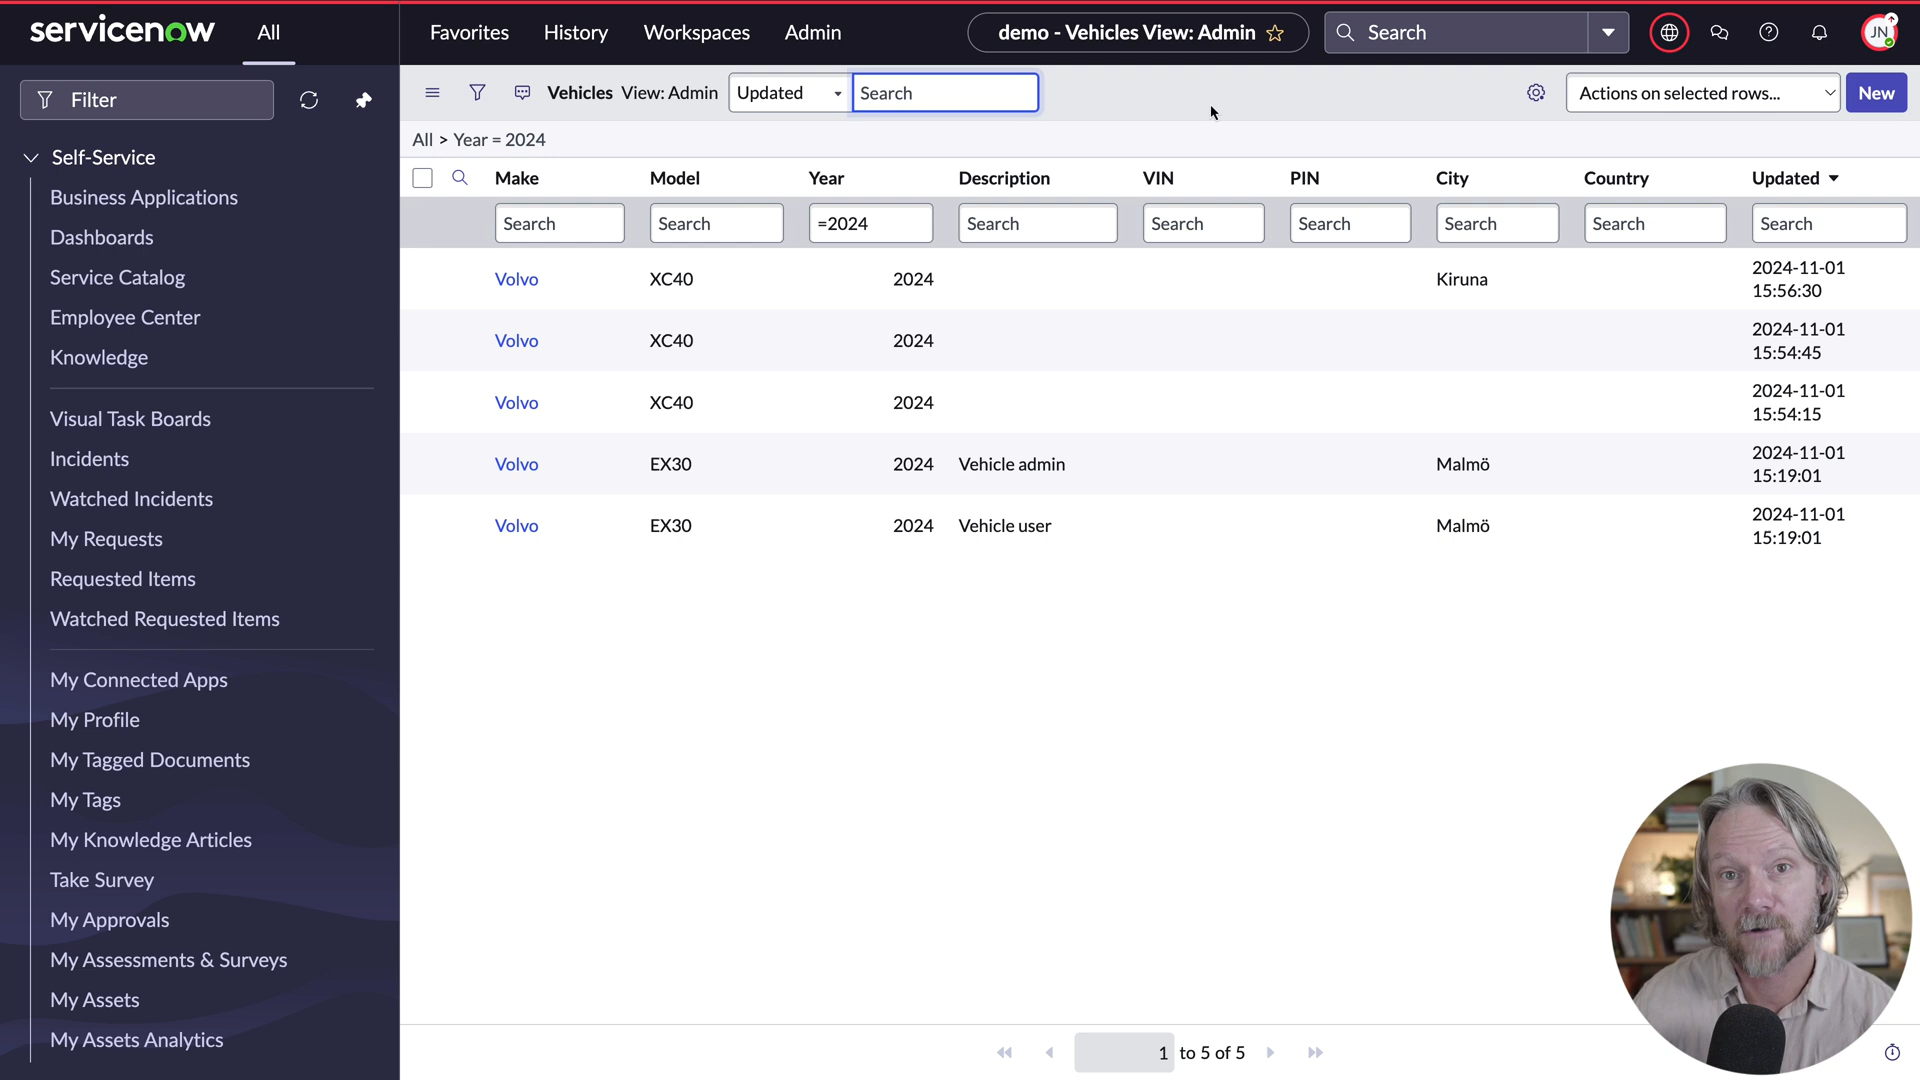 servicenow All Favorites History Workspaces Admin demo - Vehicles View: Admin Search JN
Filter
Vehicles View: Admin Updated Search Actions on selected rows... New
All > Year = 2024
Make Model Year Description VIN PIN City Country Updated
Search Search =2024 Search Search Search Search Search Search
Volvo XC40 2024 Kiruna 2024-11-01 15:56:30
Volvo XC40 2024 2024-11-01 15:54:45
Volvo XC40 2024 2024-11-01 15:54:15
Volvo EX30 2024 Vehicle admin Malmö 2024-11-01 15:19:01
Volvo EX30 2024 Vehicle user Malmö 2024-11-01 15:19:01
Self-Service
Business Applications
Dashboards
Service Catalog
Employee Center
Knowledge
Visual Task Boards
Incidents
Watched Incidents
My Requests
Requested Items
Watched Requested Items
My Connected Apps
My Profile
My Tagged Documents
My Tags
My Knowledge Articles
Take Survey
My Approvals
My Assessments & Surveys
My Assets
My Assets Analytics
1 to 5 of 5